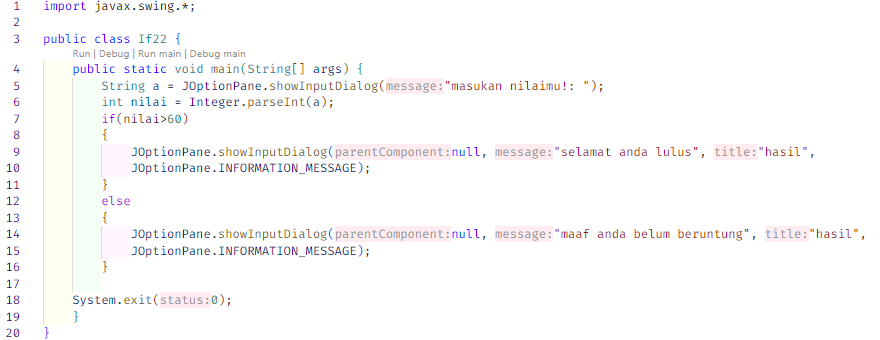 1 import javax.swing.*;
2
3 public class If22 {
Run | Debug | Run main | Debug main
4 public static void main(String[] args) {
5 String a = JOptionPane.showInputDialog(message:"masukan nilaimu!: ");
6 int nilai = Integer.parseInt(a);
7 if(nilai>60)
8 {
9 JOptionPane.showInputDialog(parentComponent:null, message:"selamat anda lulus", title:"hasil",
10 JOptionPane.INFORMATION_MESSAGE);
11 }
12 else
13 {
14 JOptionPane.showInputDialog(parentComponent:null, message:"maaf anda belum beruntung", title:"hasil",
15 JOptionPane.INFORMATION_MESSAGE);
16 }
17
18 System.exit(status:0);
19 }
20 }